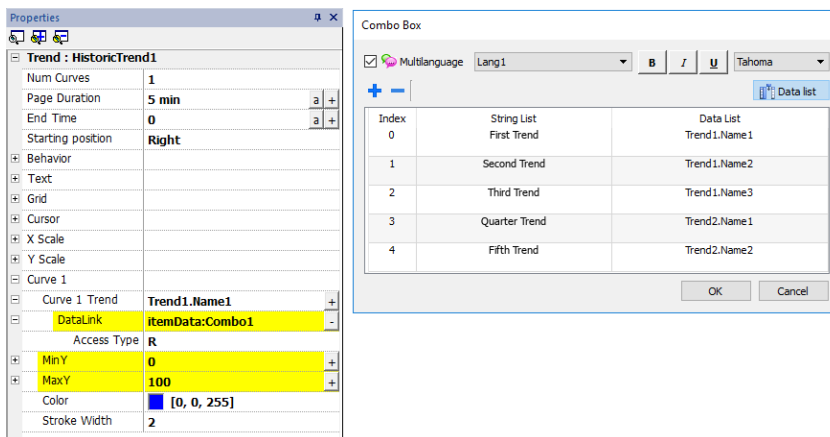 Properties
Trend : HistoricTrend1
Num Curves 1
Page Duration 5 min a +
End Time 0 a +
Starting position Right
Behavior
Text
Grid
Cursor
X Scale
Y Scale
Curve 1
Curve 1 Trend Trend1.Name1 +
DataLink itemData:Combo1 -
Access Type R
MinY 0 +
MaxY 100 +
Color [0, 0, 255]
Stroke Width 2
Combo Box
Multilanguage Lang1 B I U Tahoma
Data list
Index String List Data List
0 First Trend Trend1.Name1
1 Second Trend Trend1.Name2
2 Third Trend Trend1.Name3
3 Quarter Trend Trend2.Name1
4 Fifth Trend Trend2.Name2
OK Cancel